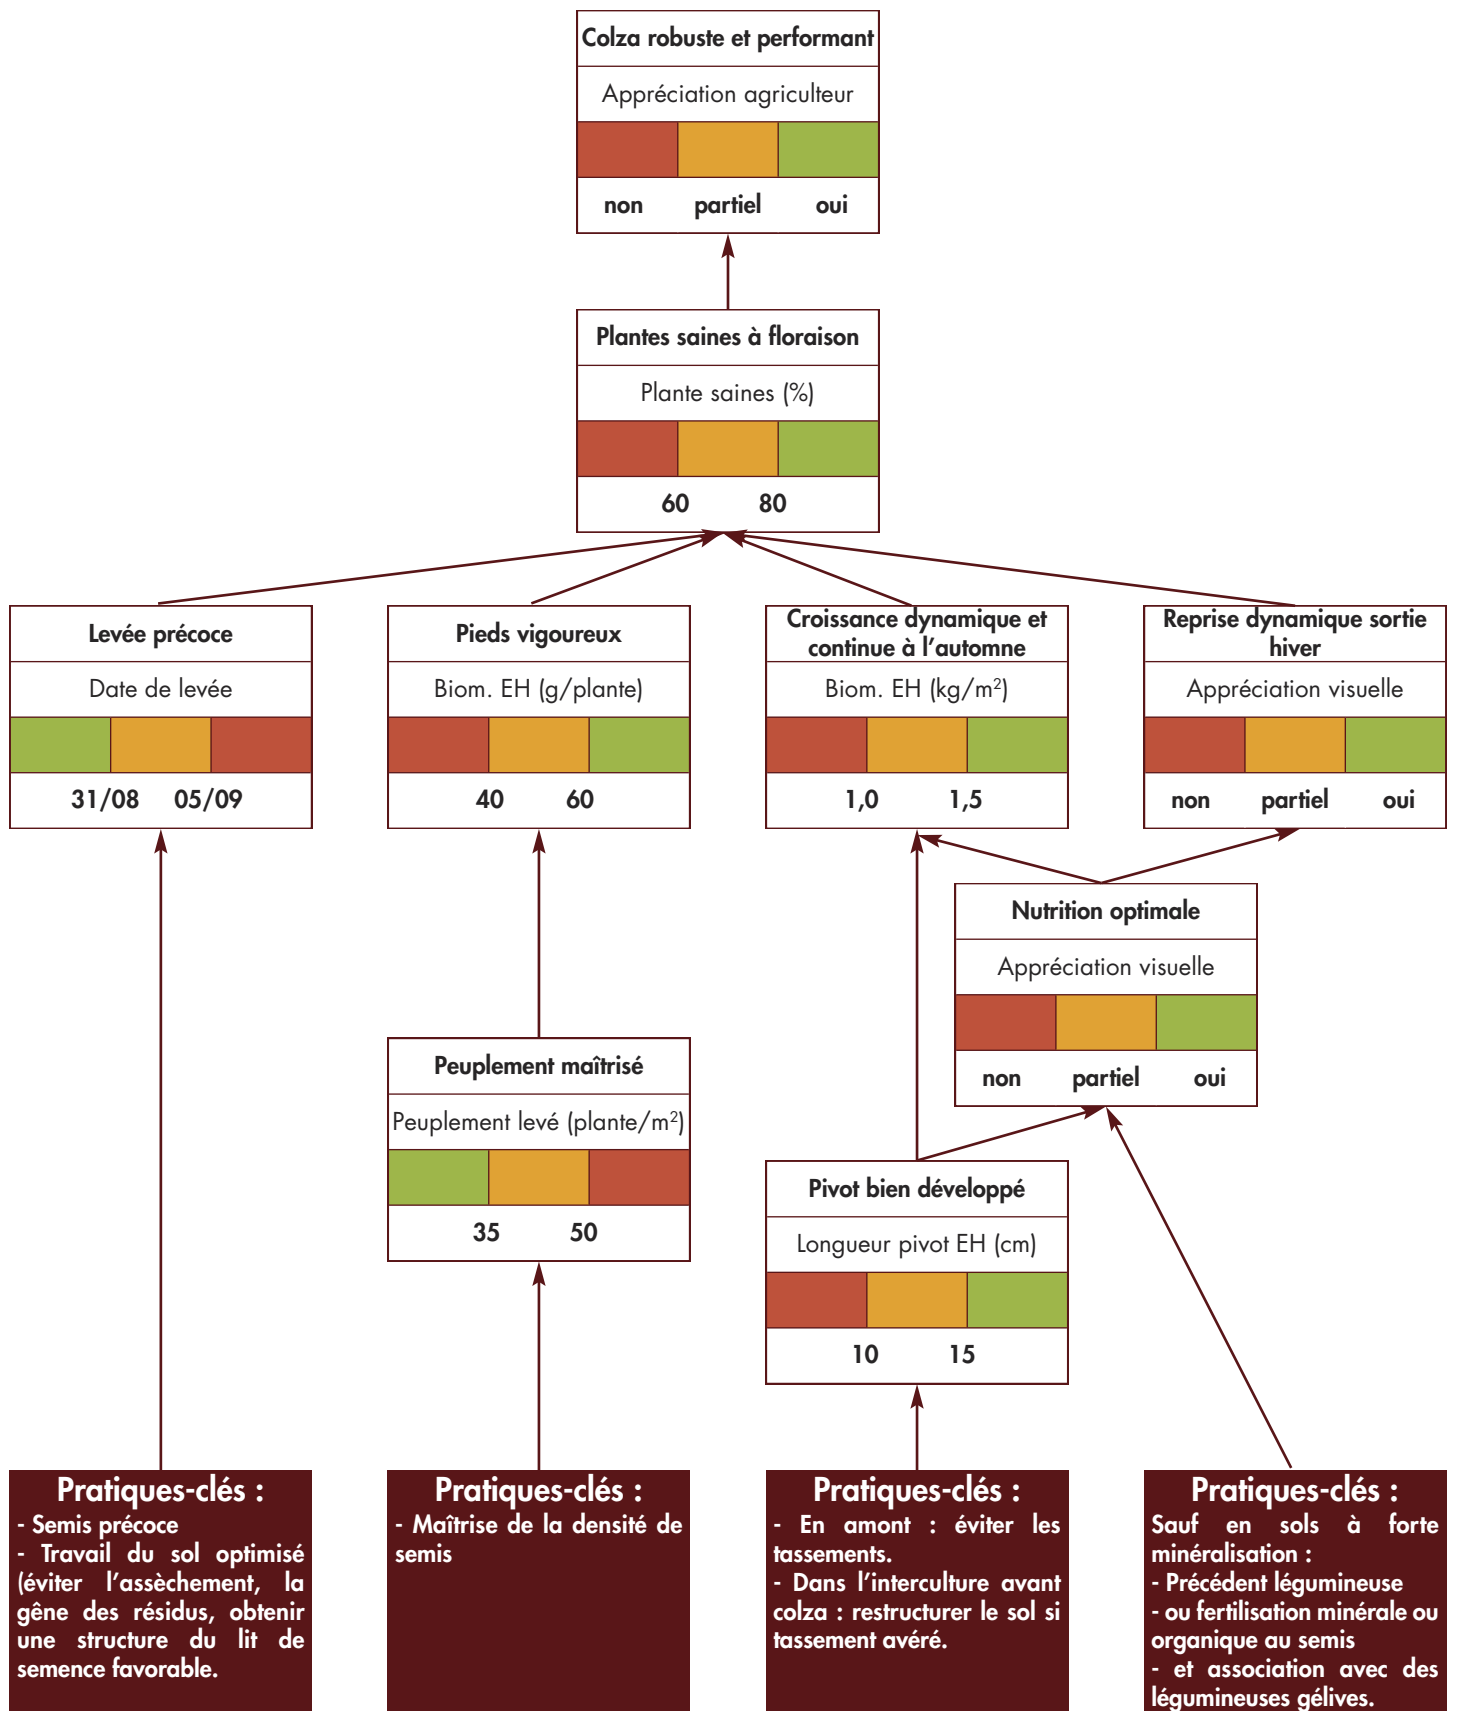 Colza robuste et performant
Appréciation agriculteur
non partiel oui
Plantes saines à floraison
Plante saines (%)
60 80
Levée précoce
Date de levée
31/08 05/09
Pieds vigoureux
Biom. EH (g/plante)
40 60
Croissance dynamique et
continue à l'automne
Biom. EH (kg/m²)
1,0 1,5
Reprise dynamique sortie
hiver
Appréciation visuelle
non partiel oui
Nutrition optimale
Appréciation visuelle
non partiel oui
Peuplement maîtrisé
Peuplement levé (plante/m²)
35 50
Pivot bien développé
Longueur pivot EH (cm)
10 15
Pratiques-clés :
- Semis précoce
- Travail du sol optimisé
(éviter l'assèchement, la
gêne des résidus, obtenir
une structure du lit de
semence favorable.
Pratiques-clés :
- Maîtrise de la densité de
semis
Pratiques-clés :
- En amont : éviter les
tassements.
- Dans l'interculture avant
colza : restructurer le sol si
tassement avéré.
Pratiques-clés :
Sauf en sols à forte
minéralisation :
- Précédent légumineuse
- ou fertilisation minérale ou
organique au semis
- et association avec des
légumineuses gélives.